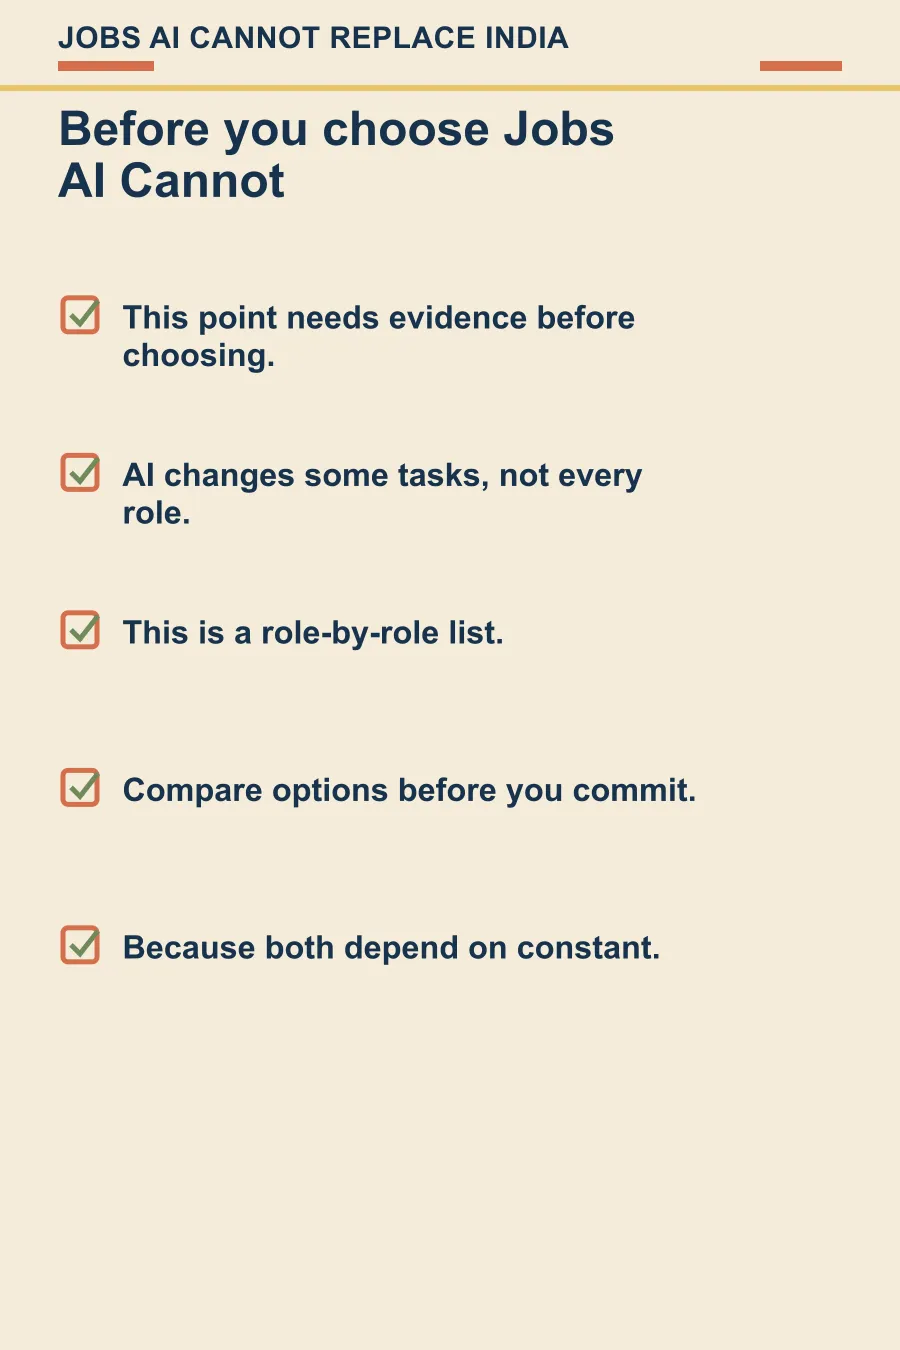 JOBS AI CANNOT REPLACE INDIA
Before you choose Jobs
AI Cannot
This point needs evidence before
choosing.
AI changes some tasks, not every
role.
This is a role-by-role list.
Compare options before you commit.
Because both depend on constant.